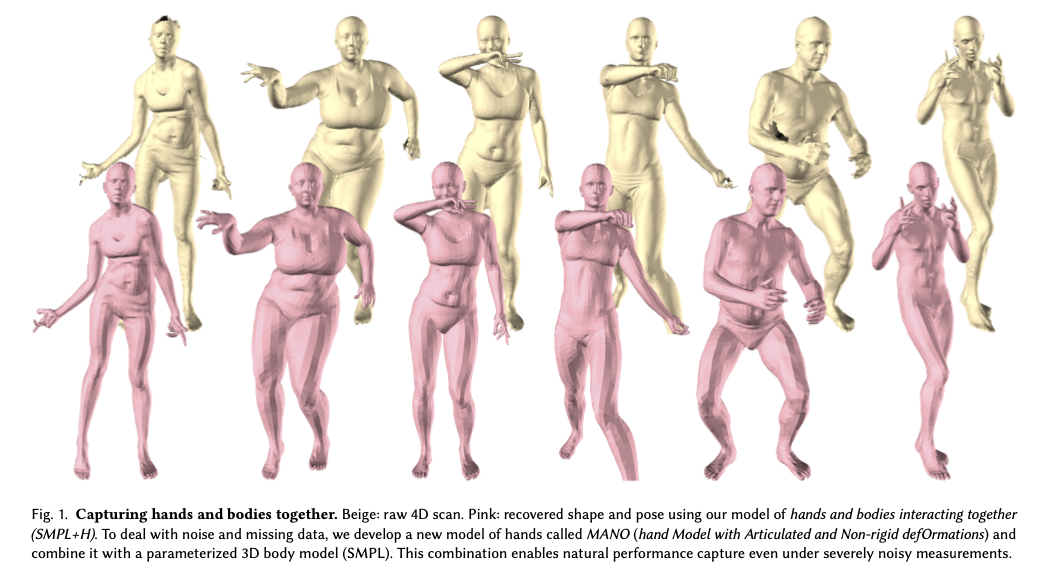 Fig. 1. Capturing hands and bodies together. Beige: raw 4D scan. Pink: recovered shape and pose using our model of hands and bodies interacting together
(SMPL+H). To deal with noise and missing data, we develop a new model of hands called MANO (hand Model with Articulated and Non-rigid defOrmations) and
combine it with a parameterized 3D body model (SMPL). This combination enables natural performance capture even under severely noisy measurements.